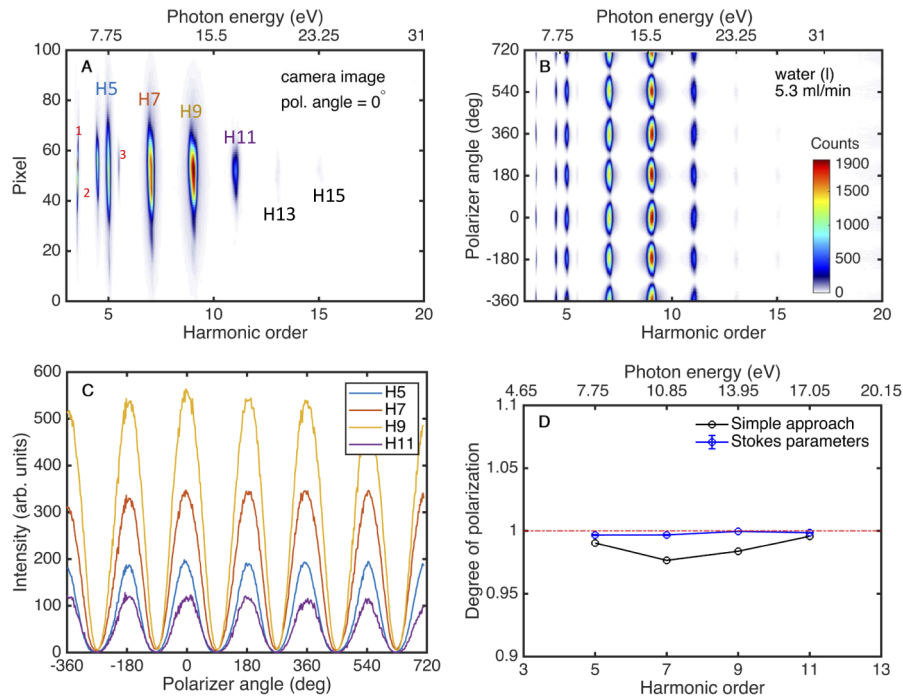 Photon energy (eV)
7.75 15.5 23.25 31
A
camera image
pol. angle = 0°
H5
H7
H9
H11
1
2
3
H13
H15
Pixel
100
80
60
40
20
0
5 10 15 20
Harmonic order
Photon energy (eV)
7.75 15.5 23.25 31
B
water (l)
5.3 ml/min
Counts
1900
1500
1000
500
0
Polarizer angle (deg)
720
540
360
180
0
-180
-360
5 10 15 20
Harmonic order
C
H5
H7
H9
H11
Intensity (arb. units)
600
500
400
300
200
100
0
-360 -180 0 180 360 540 720
Polarizer angle (deg)
Photon energy (eV)
4.65 7.75 10.85 13.95 17.05 20.15
D
Simple approach
Stokes parameters
Degree of polarization
1.1
1.05
1
0.95
0.9
3 5 7 9 11 13
Harmonic order